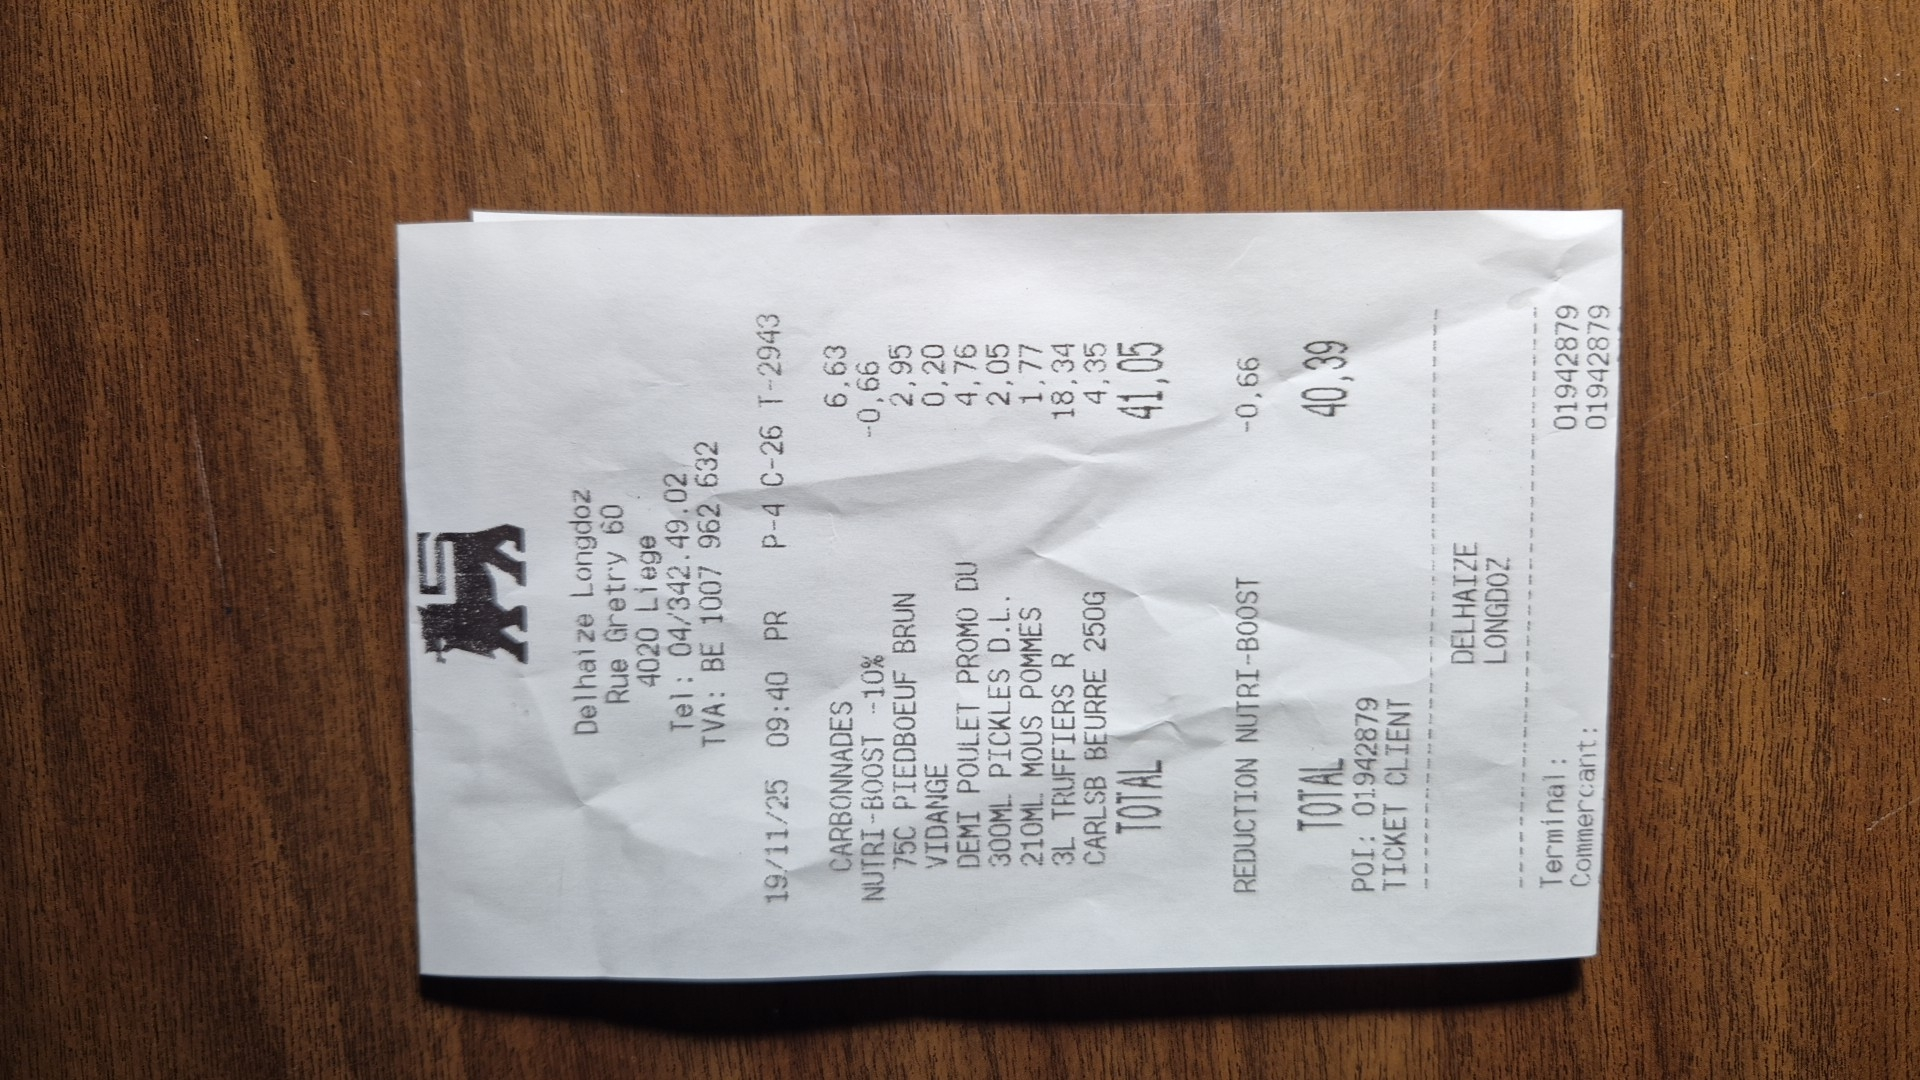 Delhaize Longdoz
Rue Gretry 60
4020 Liege
Tel: 04/342.49.02
TVA: BE 1007 962 632
19/11/25 09:40 PR P-4 C-26 T-2943
CARBONNADES 6,63
NUTRI-BOOST -10% -0,66
75C PIEDBOEUF BRUN 2,95
VIDANGE 0,20
DEMI POULET PROMO DU 4,76
300ML PICKLES D.L. 2,05
210ML MOUS POMMES 1,77
3L TRUFFIERS R 18,34
CARLSB BEURRE 250G 4,35
TOTAL 41,05
REDUCTION NUTRI-BOOST -0,66
TOTAL 40,39
POI: 01942879
TICKET CLIENT
--------------------------------
DELHAIZE
LONGDOZ
--------------------------------
Terminal: 01942879
Commercant: 01942879